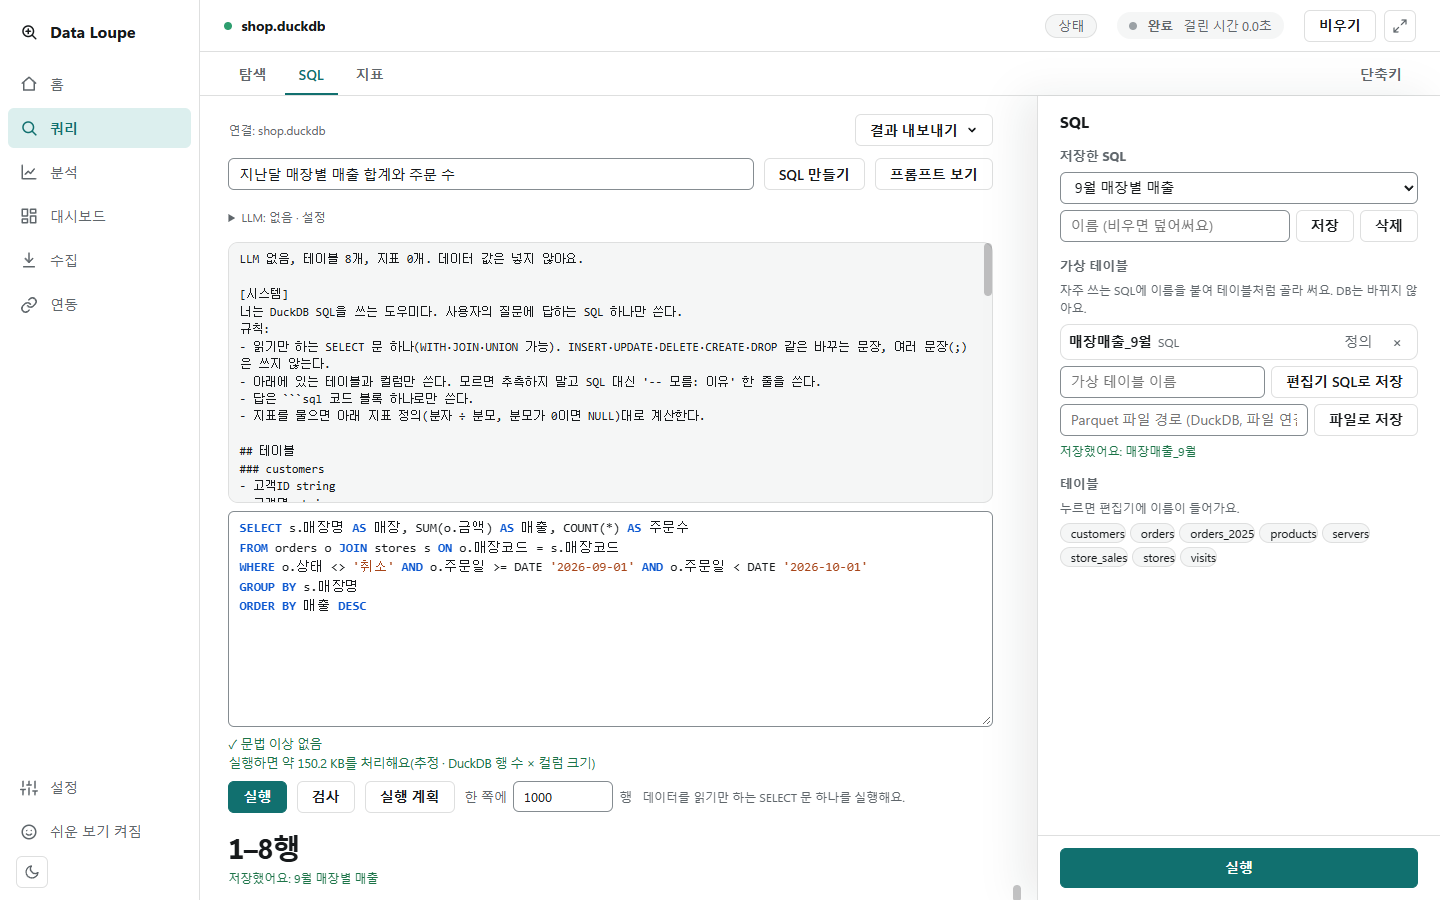 Data Loupe
홈
쿼리
분석
대시보드
수집
연동
설정
쉬운 보기 켜짐
shop.duckdb
상태
완료 걸린 시간 0.0초
비우기
탐색
SQL
지표
단축키
연결: shop.duckdb
결과 내보내기
지난달 매장별 매출 합계와 주문 수
SQL 만들기
프롬프트 보기
▶ LLM: 없음 · 설정
LLM 없음, 테이블 8개, 지표 0개. 데이터 값은 넣지 않아요.
[시스템]
너는 DuckDB SQL을 쓰는 도우미다. 사용자의 질문에 답하는 SQL 하나만 쓴다.
규칙:
- 읽기만 하는 SELECT 문 하나(WITH·JOIN·UNION 가능). INSERT·UPDATE·DELETE·CREATE·DROP 같은 바꾸는 문장, 여러 문장(;)
은 쓰지 않는다.
- 아래에 있는 테이블과 컬럼만 쓴다. 모르면 추측하지 말고 SQL 대신 '-- 모름: 이유' 한 줄을 쓴다.
- 답은 ```sql 코드 블록 하나로만 쓴다.
- 지표를 물으면 아래 지표 정의(분자 ÷ 분모, 분모가 0이면 NULL)대로 계산한다.
## 테이블
### customers
- 고객ID string
SELECT s.매장명 AS 매장, SUM(o.금액) AS 매출, COUNT(*) AS 주문수
FROM orders o JOIN stores s ON o.매장코드 = s.매장코드
WHERE o.상태 <> '취소' AND o.주문일 >= DATE '2026-09-01' AND o.주문일 < DATE '2026-10-01'
GROUP BY s.매장명
ORDER BY 매출 DESC
✓ 문법 이상 없음
실행하면 약 150.2 KB를 처리해요(추정 · DuckDB 행 수 × 컬럼 크기)
실행
검사
실행 계획
한 쪽에
1000
행
데이터를 읽기만 하는 SELECT 문 하나를 실행해요.
1–8행
저장했어요: 9월 매장별 매출
SQL
저장한 SQL
9월 매장별 매출
이름 (비우면 덮어써요)
저장
삭제
가상 테이블
자주 쓰는 SQL에 이름을 붙여 테이블처럼 골라 써요. DB는 바뀌지 않
아요.
매장매출_9월 SQL
정의
×
가상 테이블 이름
편집기 SQL로 저장
Parquet 파일 경로 (DuckDB, 파일 연결
파일로 저장
저장했어요: 매장매출_9월
테이블
누르면 편집기에 이름이 들어가요.
customers orders orders_2025 products servers
store_sales stores visits
실행